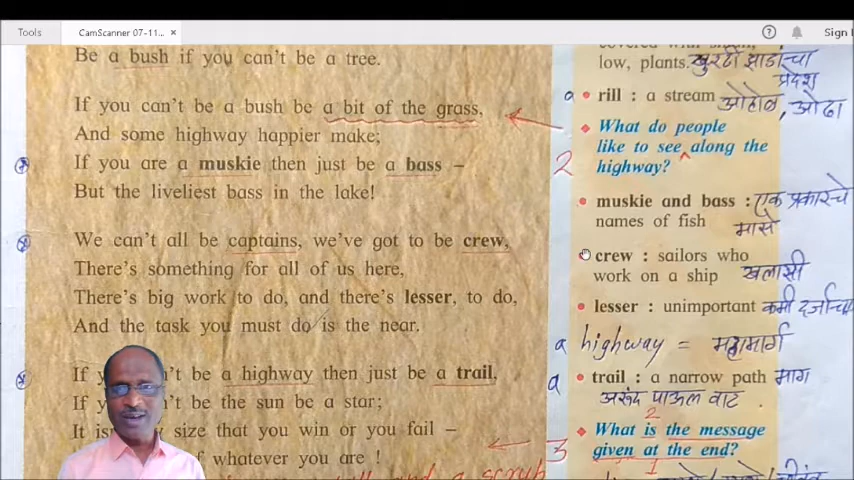 Tools
CamScanner 07-11... ×
Sign
Be a bush if you can't be a tree.
If you can't be a bush be a bit of the grass,
And some highway happier make;
If you are a muskie then just be a bass –
But the liveliest bass in the lake!
We can't all be captains, we've got to be crew,
There's something for all of us here,
There's big work to do, and there's lesser, to do,
And the task you must do is the near.
If 't be a highway then just be a trail,
If 't be the sun be a star;
It is size that you win or you fail –
of whatever you are !
low, plants. खुरटी झाडाच्या
प्रदेश
a rill : a stream ओहोळ, ओढा
What do people
like to see along the
2 highway?
muskie and bass : एक प्रकारचे
names of fish मासे
crew : sailors who
work on a ship खलाशी
lesser : unimportant कमी दर्जाचा
a highway = महामार्ग
a trail : a narrow path माग
अरुंद पाऊल वाट
2
What is the message
3 given at the end?
1